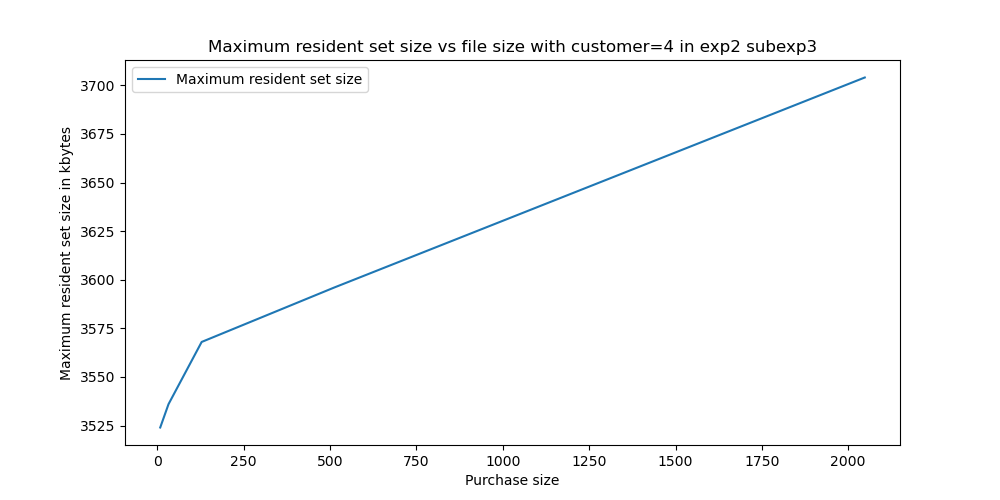 Maximum resident set size vs file size with customer=4 in exp2 subexp3
Maximum resident set size
Maximum resident set size in kbytes
3700
3675
3650
3625
3600
3575
3550
3525
0 250 500 750 1000 1250 1500 1750 2000
Purchase size